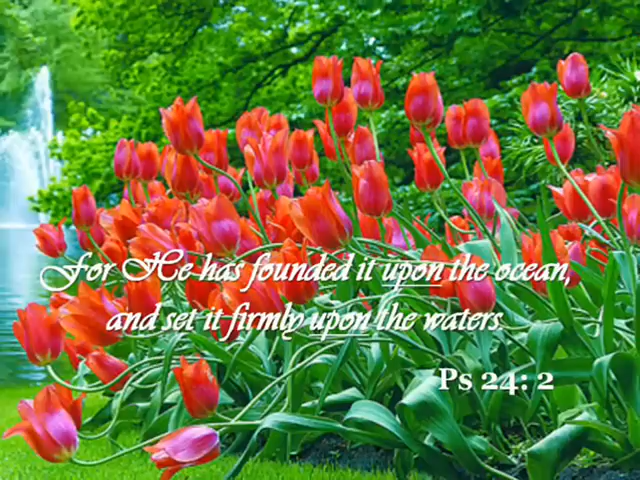 For He has founded it upon the ocean,
and set it firmly upon the waters
Ps 24: 2